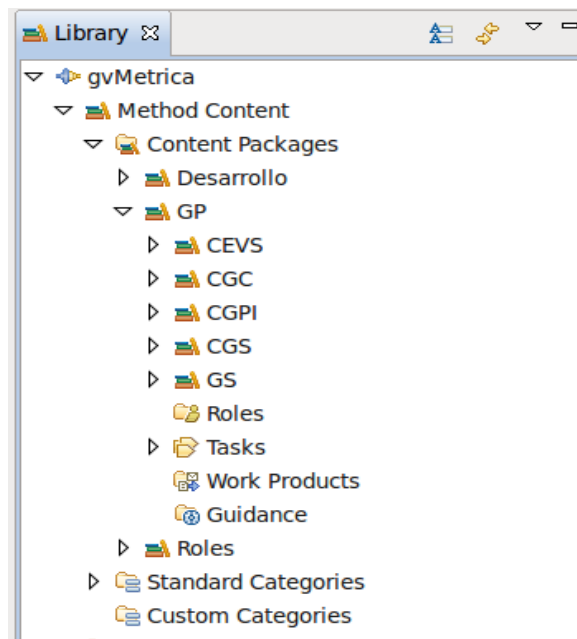 Library
gvMetrica
Method Content
Content Packages
Desarrollo
GP
CEVS
CGC
CGPI
CGS
GS
Roles
Tasks
Work Products
Guidance
Roles
Standard Categories
Custom Categories